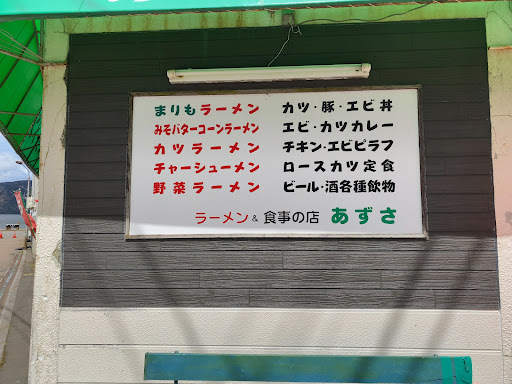 まりもラーメン
みそバターコーンラーメン
カツラーメン
チャーシューメン
野菜ラーメン
カツ・豚・エビ丼
エビ・カツカレー
チキン・エビピラフ
ロースカツ定食
ビール・酒各種飲物
ラーメン & 食事の店 あずさ